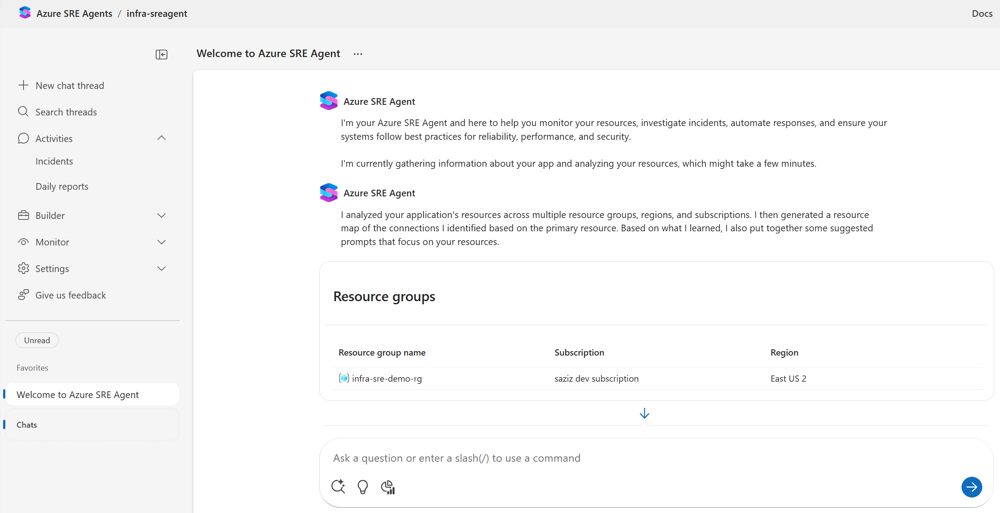 Azure SRE Agents / infra-sreagent
Docs
New chat thread
Search threads
Activities
Incidents
Daily reports
Builder
Monitor
Settings
Give us feedback
Unread
Favorites
Welcome to Azure SRE Agent
Chats
Welcome to Azure SRE Agent ...
Azure SRE Agent
I'm your Azure SRE Agent and here to help you monitor your resources, investigate incidents, automate responses, and ensure your
systems follow best practices for reliability, performance, and security.
I'm currently gathering information about your app and analyzing your resources, which might take a few minutes.
Azure SRE Agent
I analyzed your application's resources across multiple resource groups, regions, and subscriptions. I then generated a resource
map of the connections I identified based on the primary resource. Based on what I learned, I also put together some suggested
prompts that focus on your resources.
Resource groups
Resource group name Subscription Region
infra-sre-demo-rg saziz dev subscription East US 2
Ask a question or enter a slash(/) to use a command